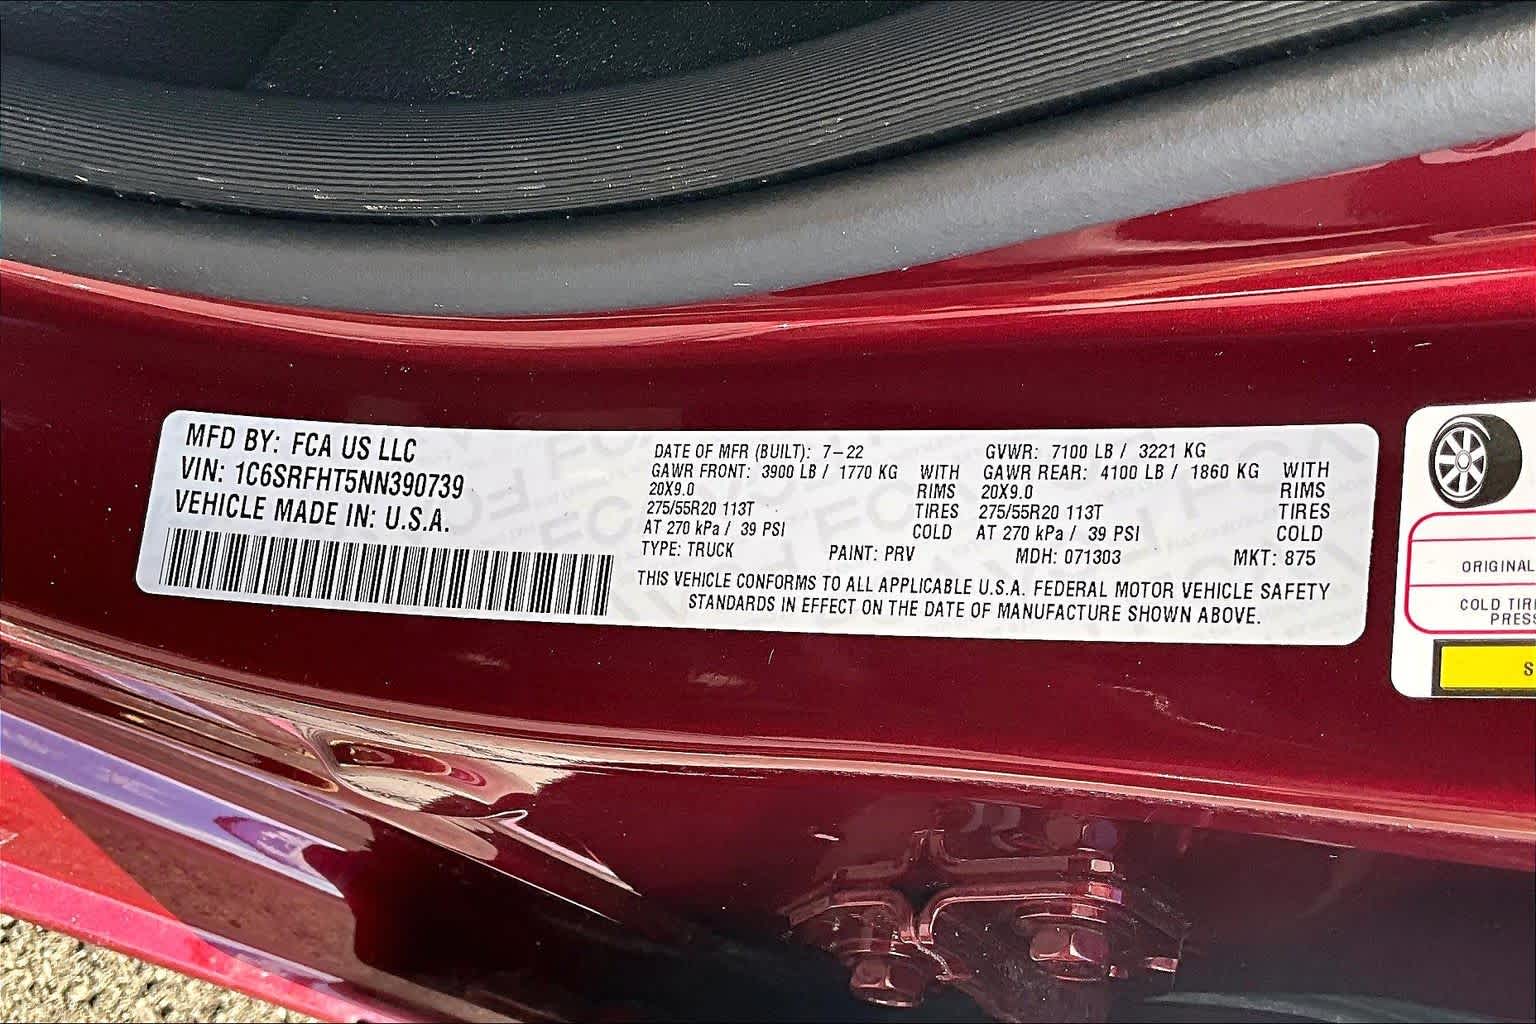 MFD BY: FCA US LLC
VIN: 1C6SRFHT5NN390739
VEHICLE MADE IN: U.S.A.
DATE OF MFR (BUILT): 7-22 GVWR: 7100 LB / 3221 KG
GAWR FRONT: 3900 LB / 1770 KG WITH GAWR REAR: 4100 LB / 1860 KG WITH
20X9.0 RIMS 20X9.0 RIMS
275/55R20 113T TIRES 275/55R20 113T TIRES
AT 270 kPa / 39 PSI COLD AT 270 kPa / 39 PSI COLD
TYPE: TRUCK PAINT: PRV MDH: 071303 MKT: 875
THIS VEHICLE CONFORMS TO ALL APPLICABLE U.S.A. FEDERAL MOTOR VEHICLE SAFETY
STANDARDS IN EFFECT ON THE DATE OF MANUFACTURE SHOWN ABOVE.
ORIGINAL
COLD TIR
PRES
S